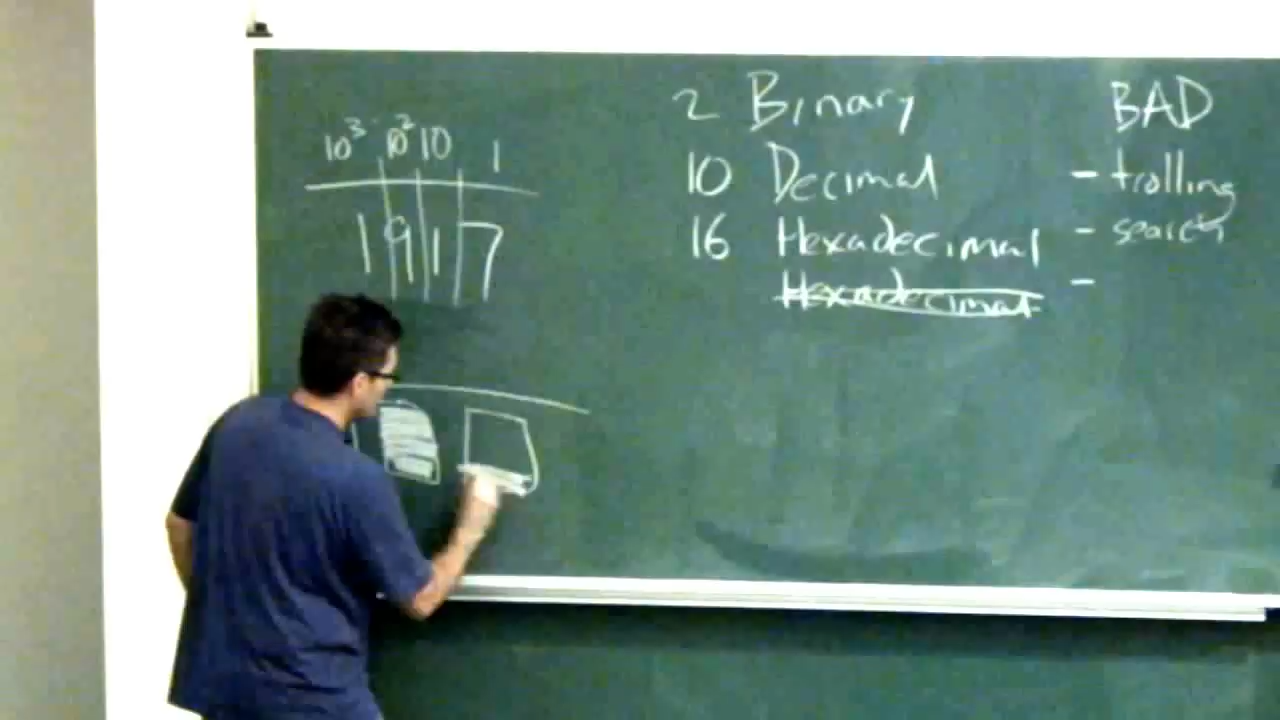 10³ 10² 10 1
1 9 1 7
2 Binary
10 Decimal
16 Hexadecimal
Hexadecimal
BAD
- trolling
- search
-